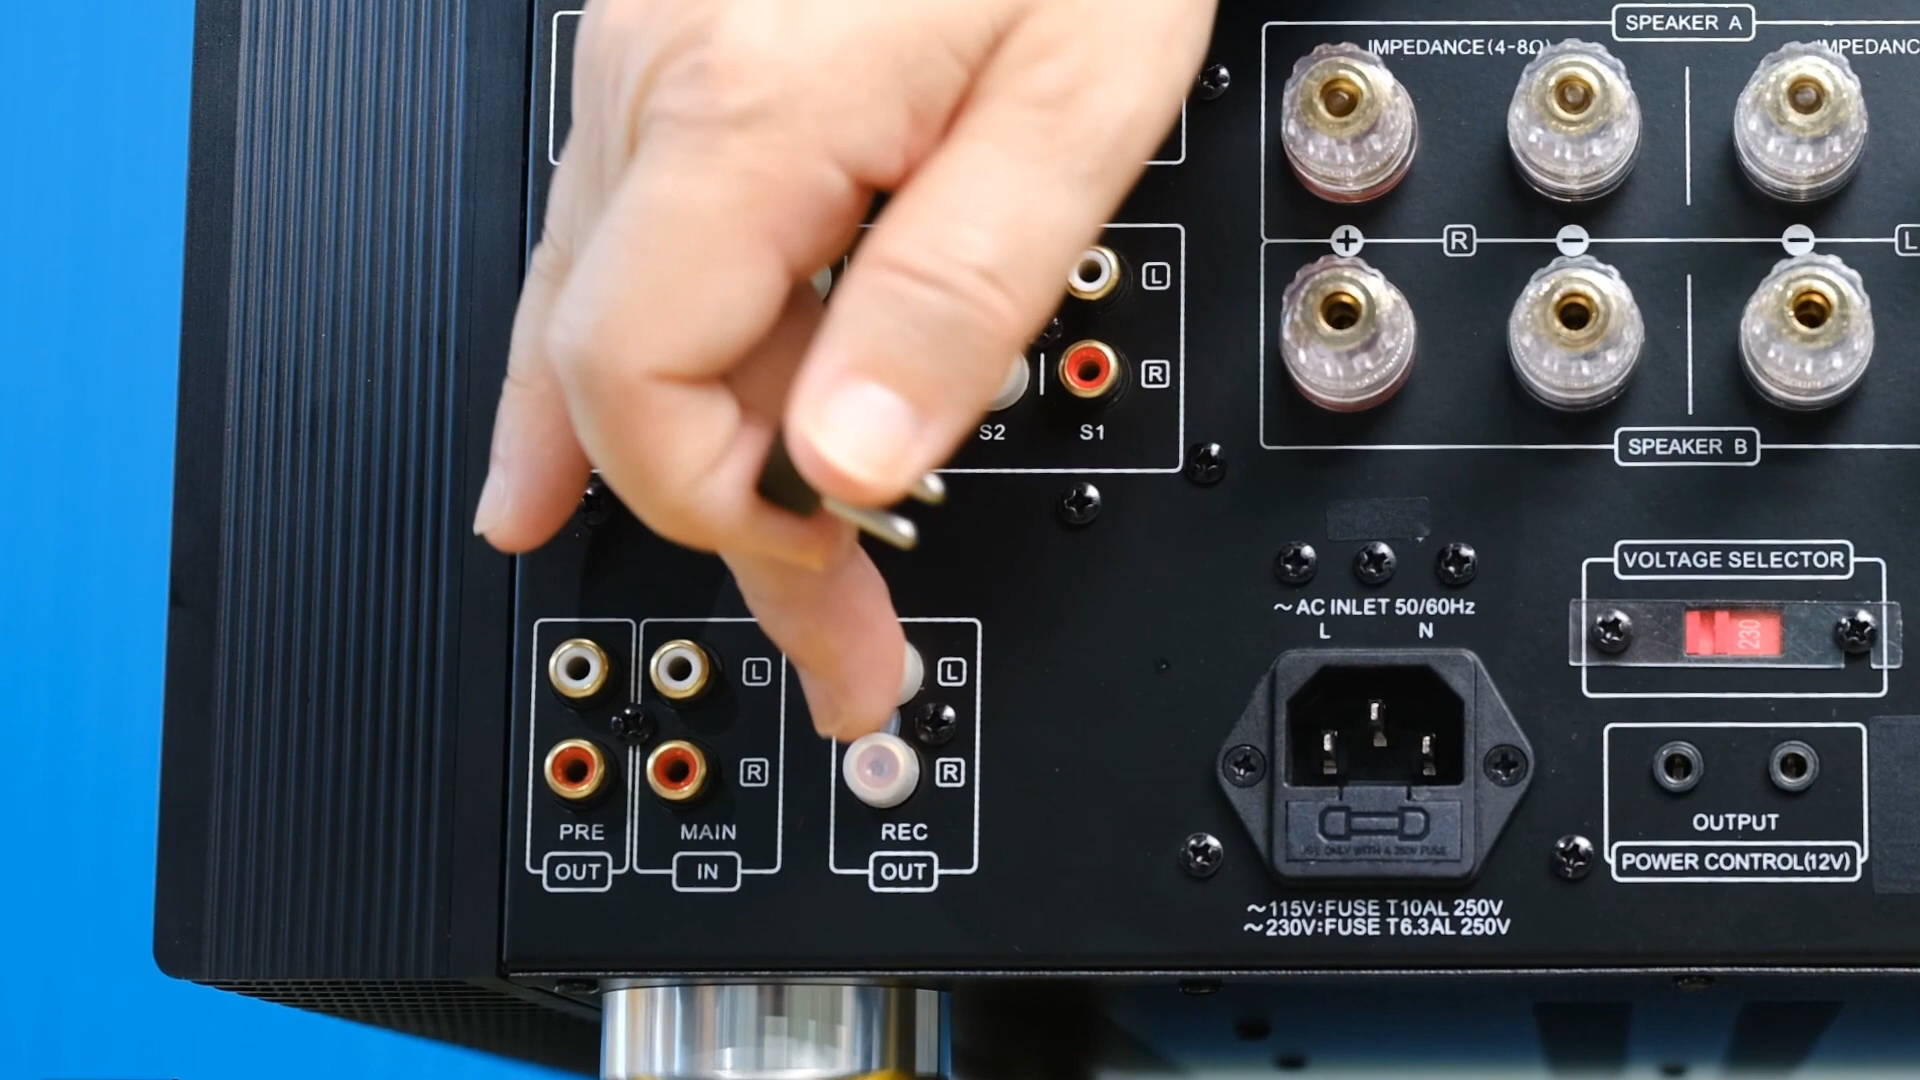 SPEAKER A
IMPEDANCE(4-8Ω)
IMPEDANC
+ R − − L
L
R
S2 S1
SPEAKER B
VOLTAGE SELECTOR
230
~ AC INLET 50/60Hz
L N
L L
R R
PRE MAIN REC
OUT IN OUT
OUTPUT
POWER CONTROL(12V)
~115V:FUSE T10AL 250V
~230V:FUSE T6.3AL 250V